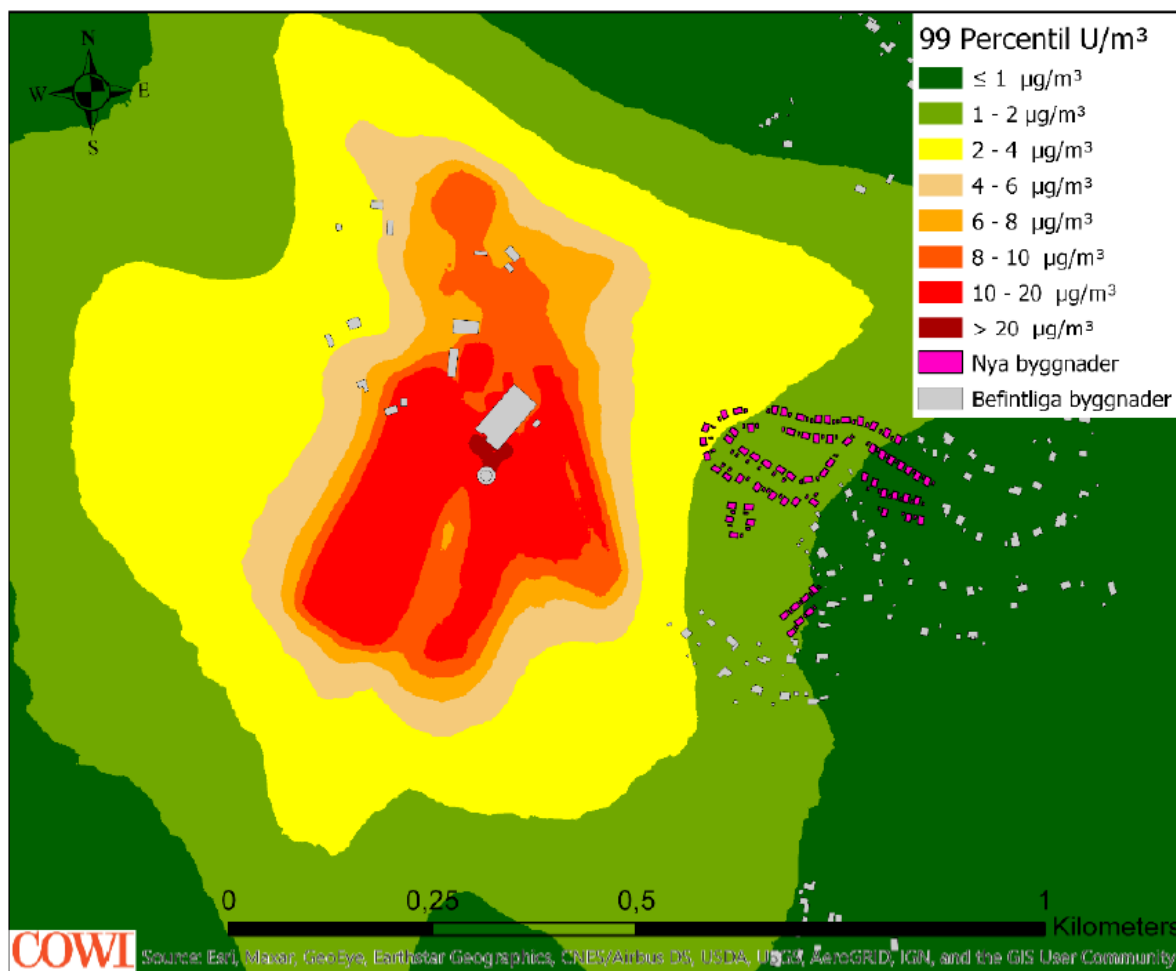 N
W E
S
99 Percentil U/m³
≤ 1 µg/m³
1 - 2 µg/m³
2 - 4 µg/m³
4 - 6 µg/m³
6 - 8 µg/m³
8 - 10 µg/m³
10 - 20 µg/m³
> 20 µg/m³
Nya byggnader
Befintliga byggnader
0 0,25 0,5 1
Kilometers
COWI Source: Esri, Maxar, GeoEye, Earthstar Geographics, CNES/Airbus DS, USDA, USGS, AeroGRID, IGN, and the GIS User Community